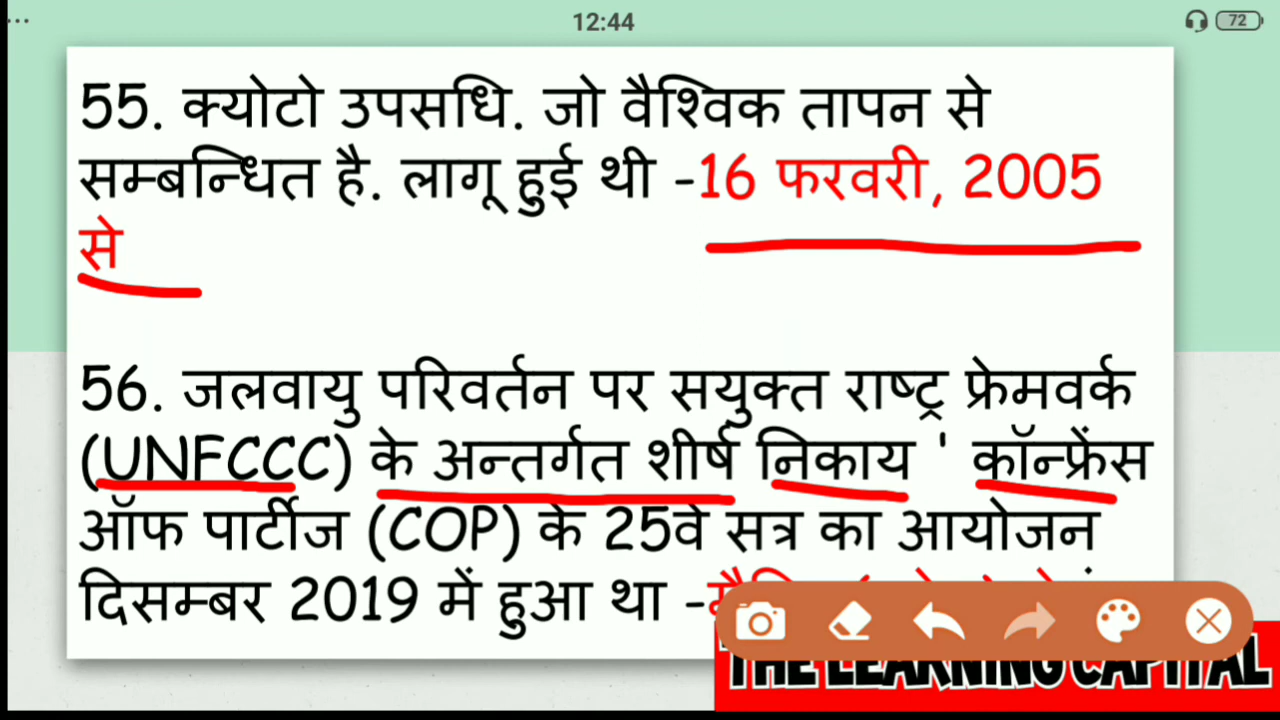 12:44
72
55. क्योटो उपसधि. जो वैश्विक तापन से
सम्बन्धित है. लागू हुई थी -16 फरवरी, 2005
से
56. जलवायु परिवर्तन पर सयुक्त राष्ट्र फ्रेमवर्क
(UNFCCC) के अन्तर्गत शीर्ष निकाय ' कॉन्फ्रेंस
ऑफ पार्टीज (COP) के 25वे सत्र का आयोजन
दिसम्बर 2019 में हुआ था -
THE LEARNING CAPITAL